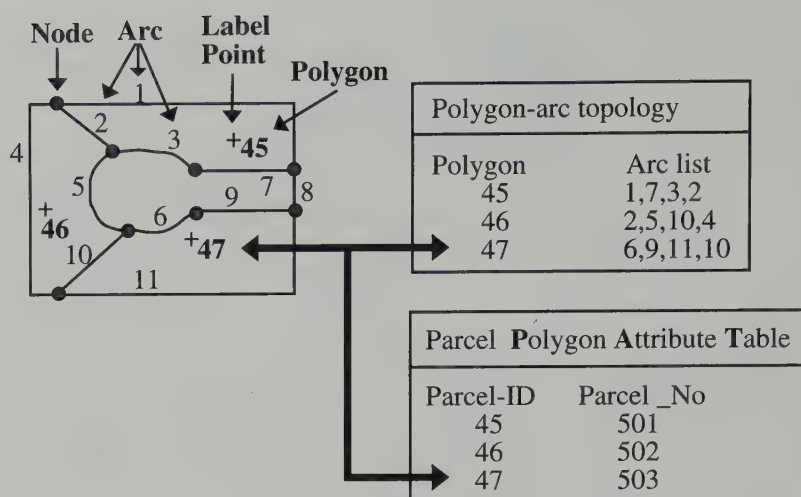 Node
Arc
Label
Point
Polygon
1
2
3
+45
4
5
7
8
9
+46
6
+47
10
11
Polygon-arc topology
Polygon Arc list
45 1,7,3,2
46 2,5,10,4
47 6,9,11,10
Parcel Polygon Attribute Table
Parcel-ID Parcel _No
45 501
46 502
47 503